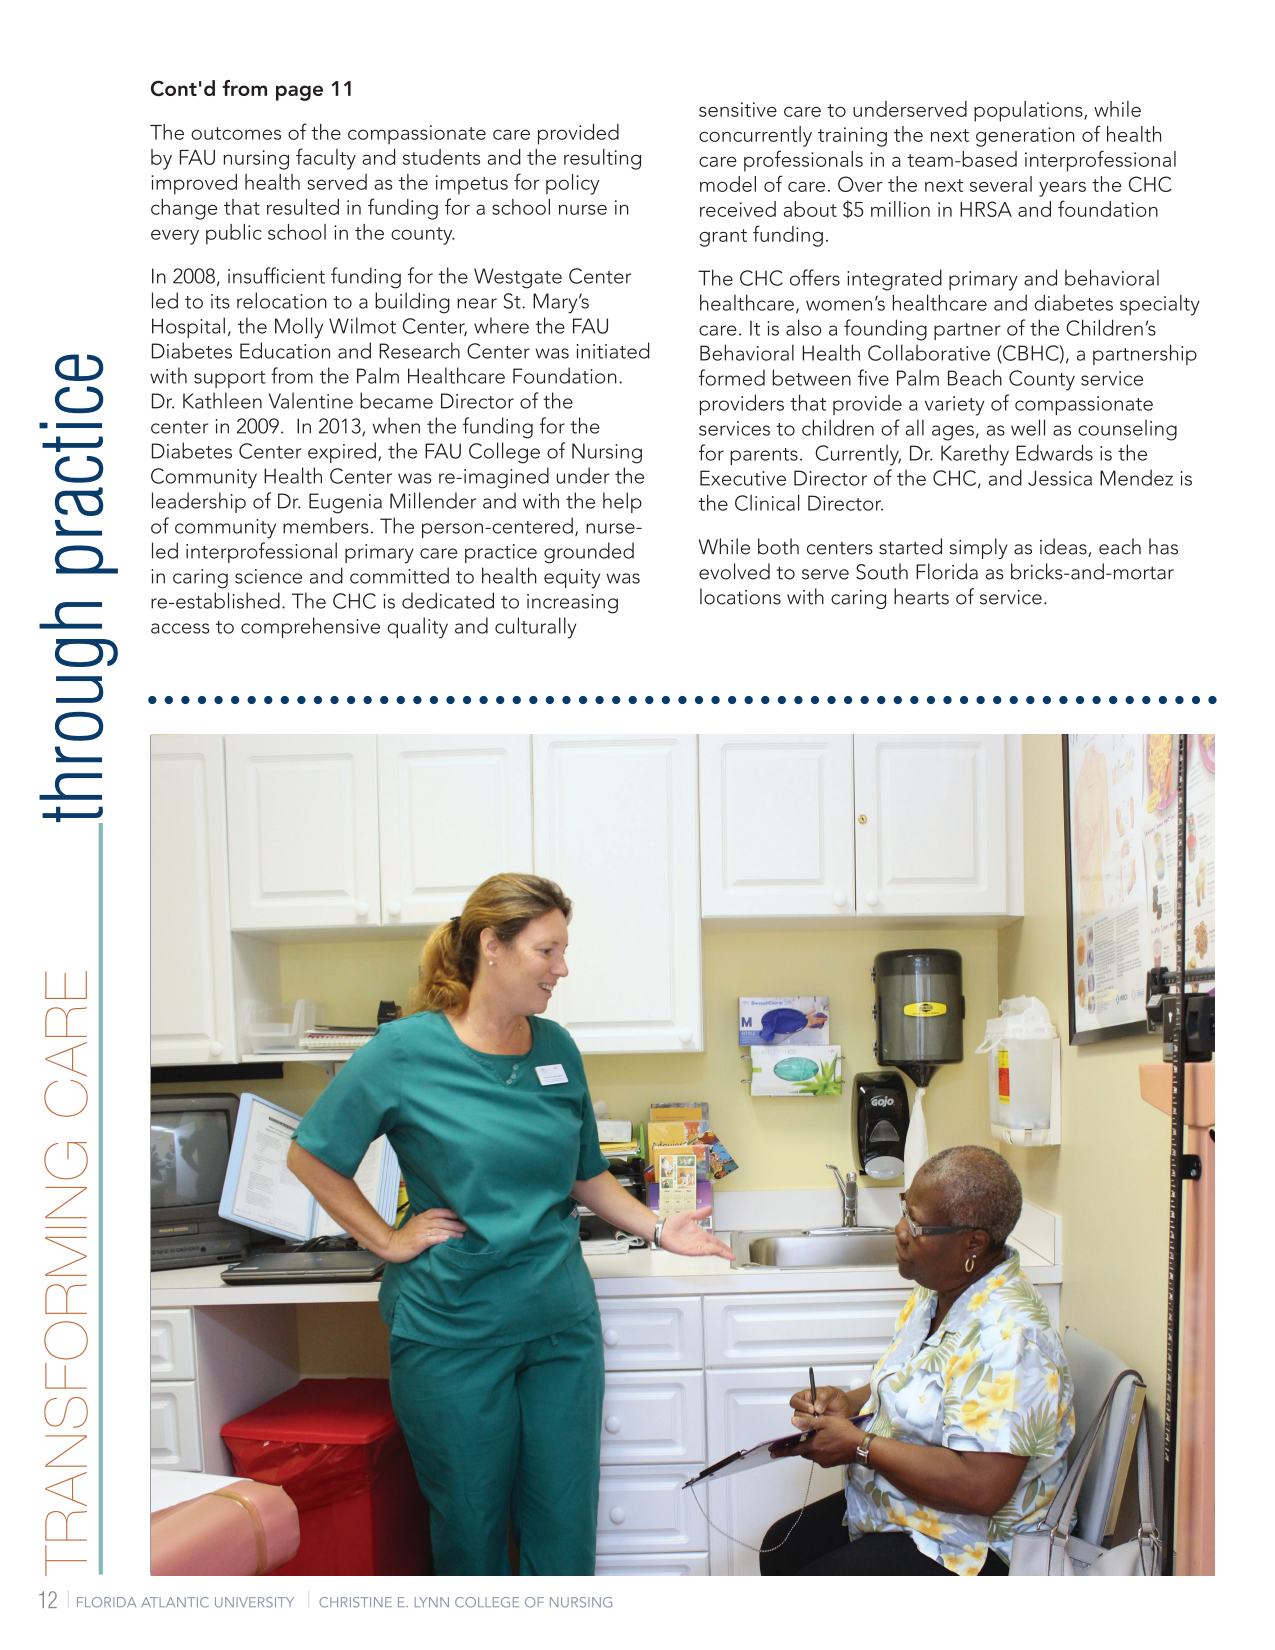 Cont'd from page 11
The outcomes of the compassionate care provided
by FAU nursing faculty and students and the resulting
improved health served as the impetus for policy
change that resulted in funding for a school nurse in
every public school in the county.
In 2008, insufficient funding for the Westgate Center
led to its relocation to a building near St. Mary’s
Hospital, the Molly Wilmot Center, where the FAU
Diabetes Education and Research Center was initiated
with support from the Palm Healthcare Foundation.
Dr. Kathleen Valentine became Director of the
center in 2009.  In 2013, when the funding for the
Diabetes Center expired, the FAU College of Nursing
Community Health Center was re-imagined under the
leadership of Dr. Eugenia Millender and with the help
of community members. The person-centered, nurse-
led interprofessional primary care practice grounded
in caring science and committed to health equity was
re-established. The CHC is dedicated to increasing
access to comprehensive quality and culturally
sensitive care to underserved populations, while
concurrently training the next generation of health
care professionals in a team-based interprofessional
model of care. Over the next several years the CHC
received about $5 million in HRSA and foundation
grant funding.
The CHC offers integrated primary and behavioral
healthcare, women’s healthcare and diabetes specialty
care. It is also a founding partner of the Children’s
Behavioral Health Collaborative (CBHC), a partnership
formed between five Palm Beach County service
providers that provide a variety of compassionate
services to children of all ages, as well as counseling
for parents.  Currently, Dr. Karethy Edwards is the
Executive Director of the CHC, and Jessica Mendez is
the Clinical Director.
While both centers started simply as ideas, each has
evolved to serve South Florida as bricks-and-mortar
locations with caring hearts of service.
TRANSFORMING CARE through practice
M
GOJO
12 | FLORIDA ATLANTIC UNIVERSITY | CHRISTINE E. LYNN COLLEGE OF NURSING